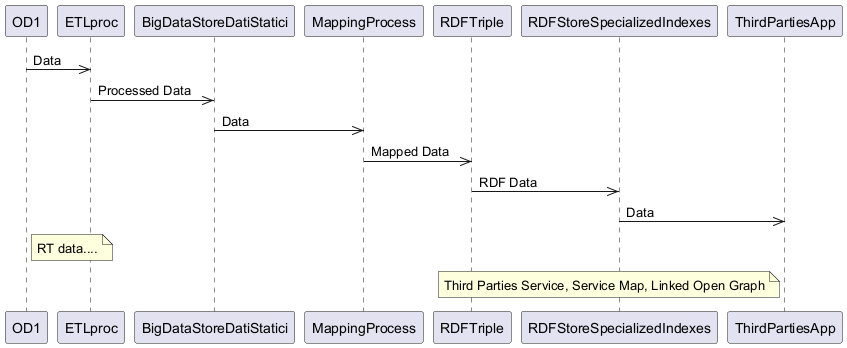 OD1 ETLproc BigDataStoreDatiStatici MappingProcess RDFTriple RDFStoreSpecializedIndexes ThirdPartiesApp
Data
Processed Data
Data
Mapped Data
RDF Data
Data
RT data....
Third Parties Service, Service Map, Linked Open Graph
OD1 ETLproc BigDataStoreDatiStatici MappingProcess RDFTriple RDFStoreSpecializedIndexes ThirdPartiesApp